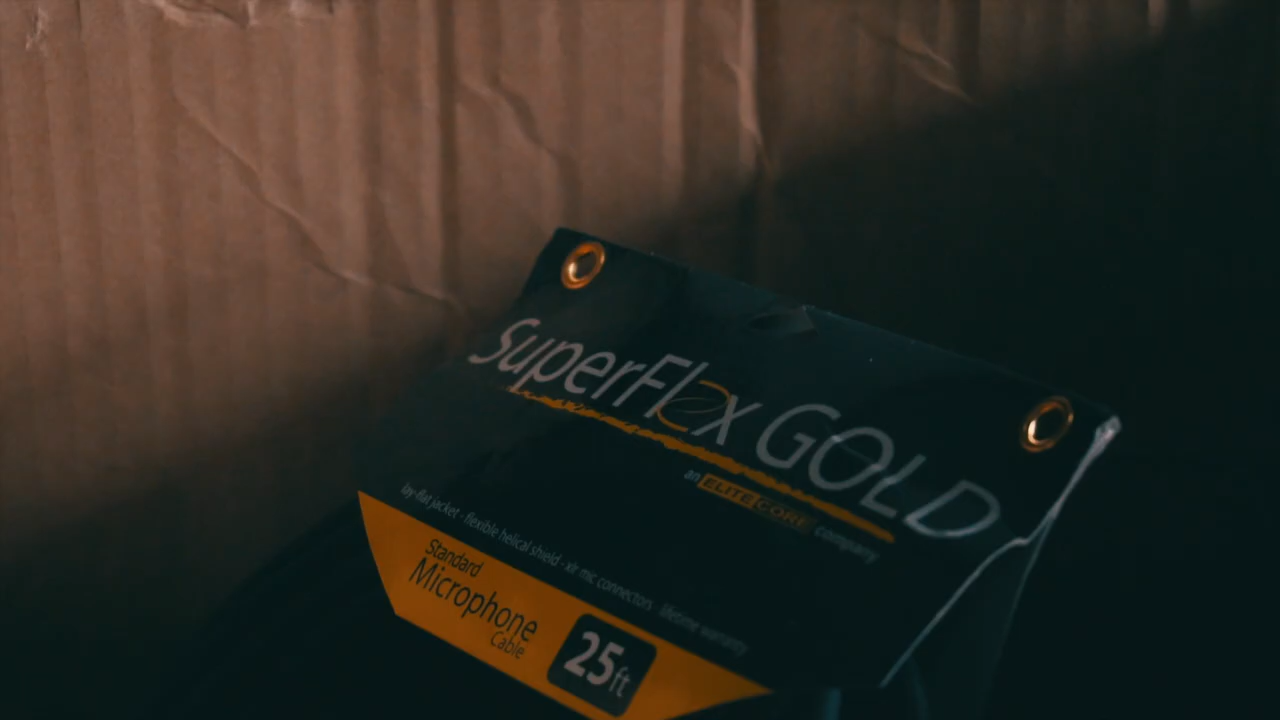 SuperFlex GOLD
an ELITE CORE company
lay-flat jacket - flexible helical shield - xlr mic connectors - lifetime warranty
Standard
Microphone
Cable
25ft